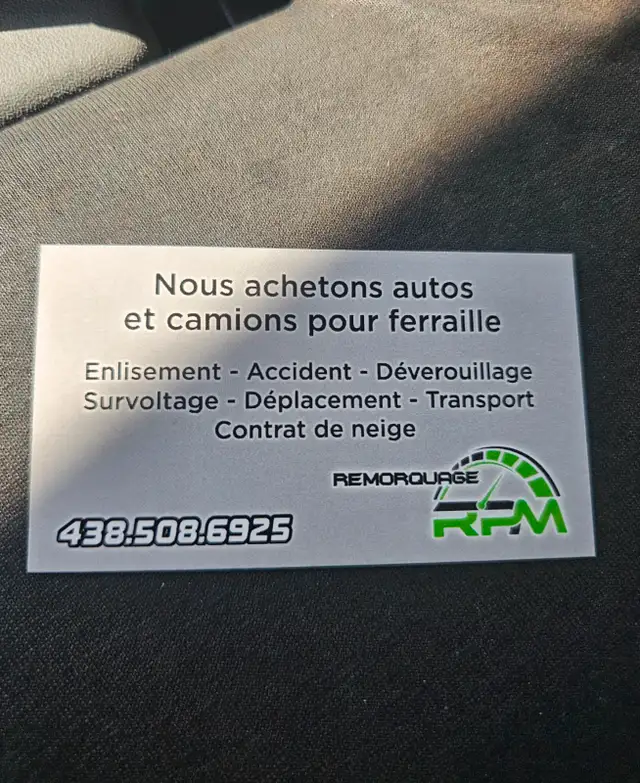 Nous achetons autos
et camions pour ferraille
Enlisement - Accident - Déverouillage
Survoltage - Déplacement - Transport
Contrat de neige
REMORQUAGE
RPM
438.508.6925